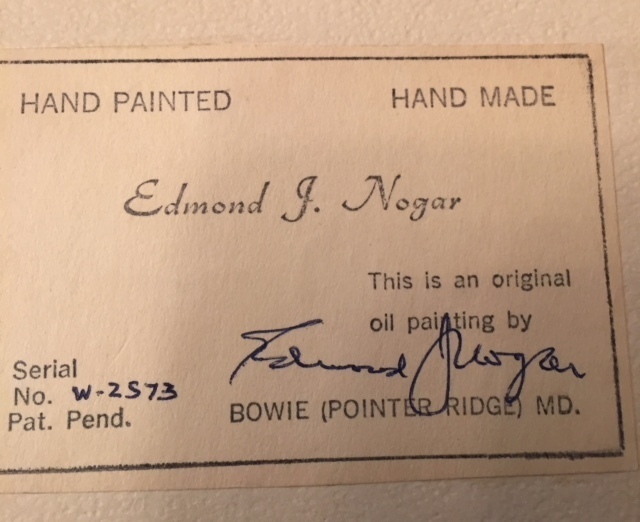 HAND PAINTED HAND MADE
Edmond J. Nogar
This is an original
oil painting by
Edmond J Nogar
Serial
No. W-2573
Pat. Pend.
BOWIE (POINTER RIDGE) MD.